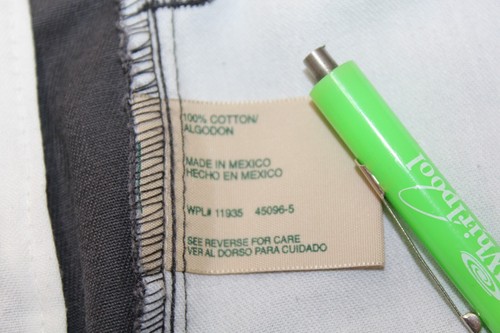 100% COTTON/
ALGODON
MADE IN MEXICO
HECHO EN MEXICO
WPL# 11935 45096-5
SEE REVERSE FOR CARE
VER AL DORSO PARA CUIDADO
Whirlpool